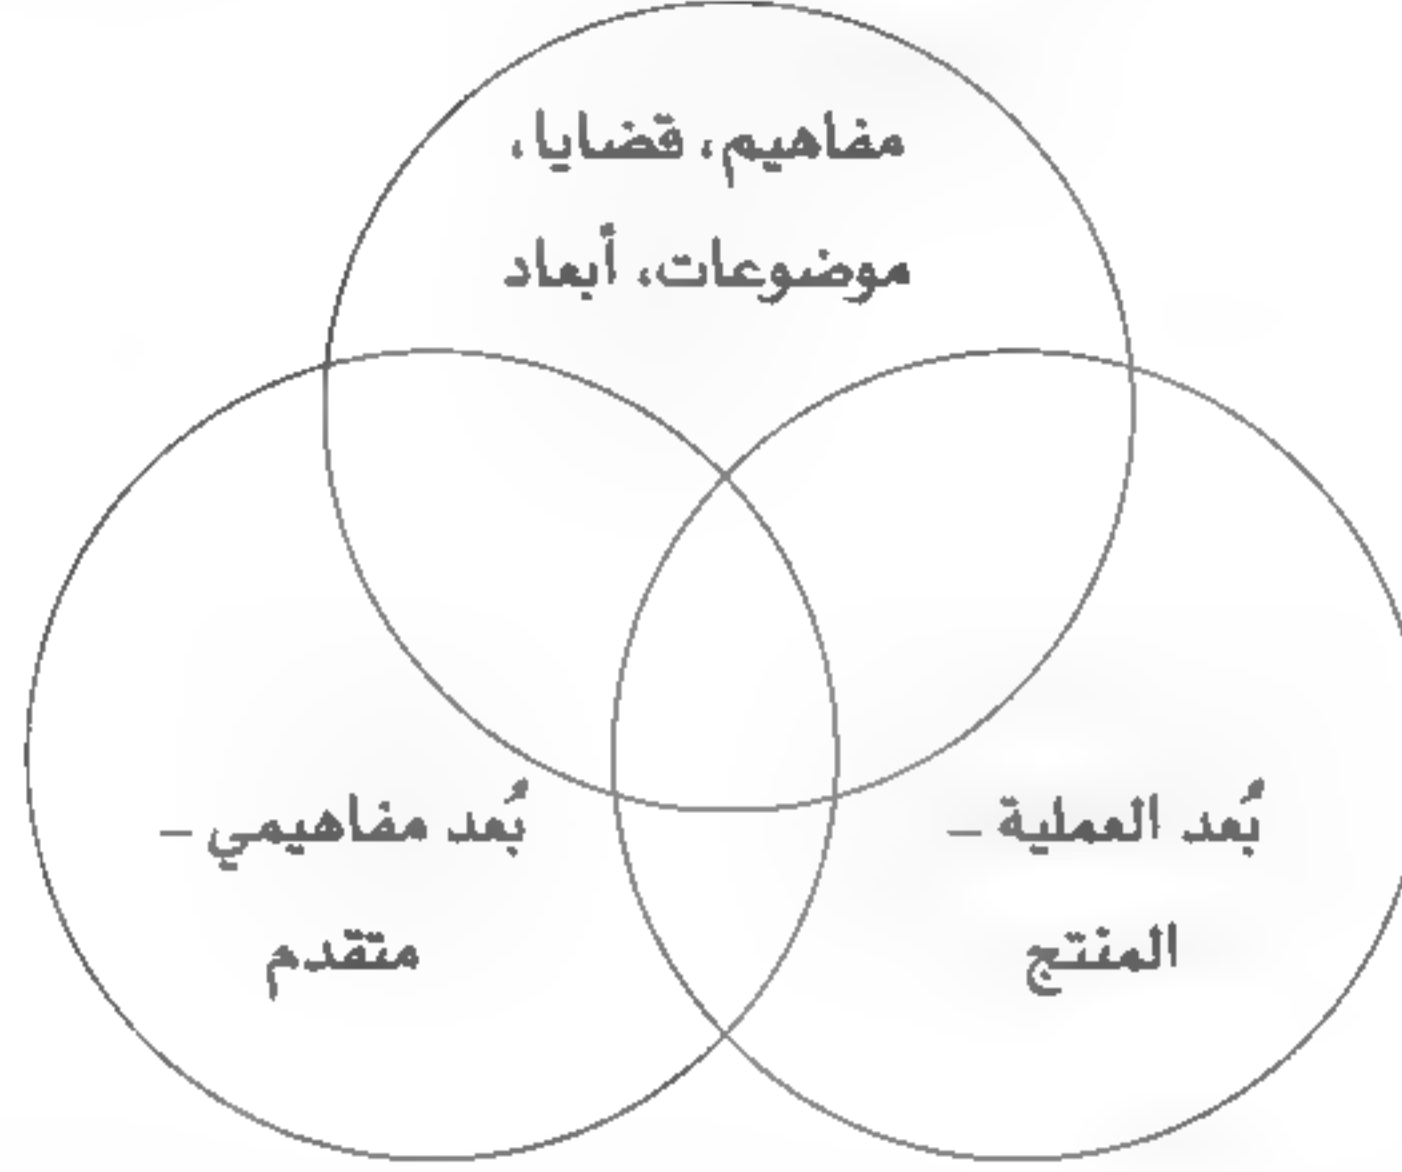 مفاهيم، قضايا،
موضوعات، أبعاد
بُعد العملية –
المنتج
بُعد مفاهيمي –
متقدم